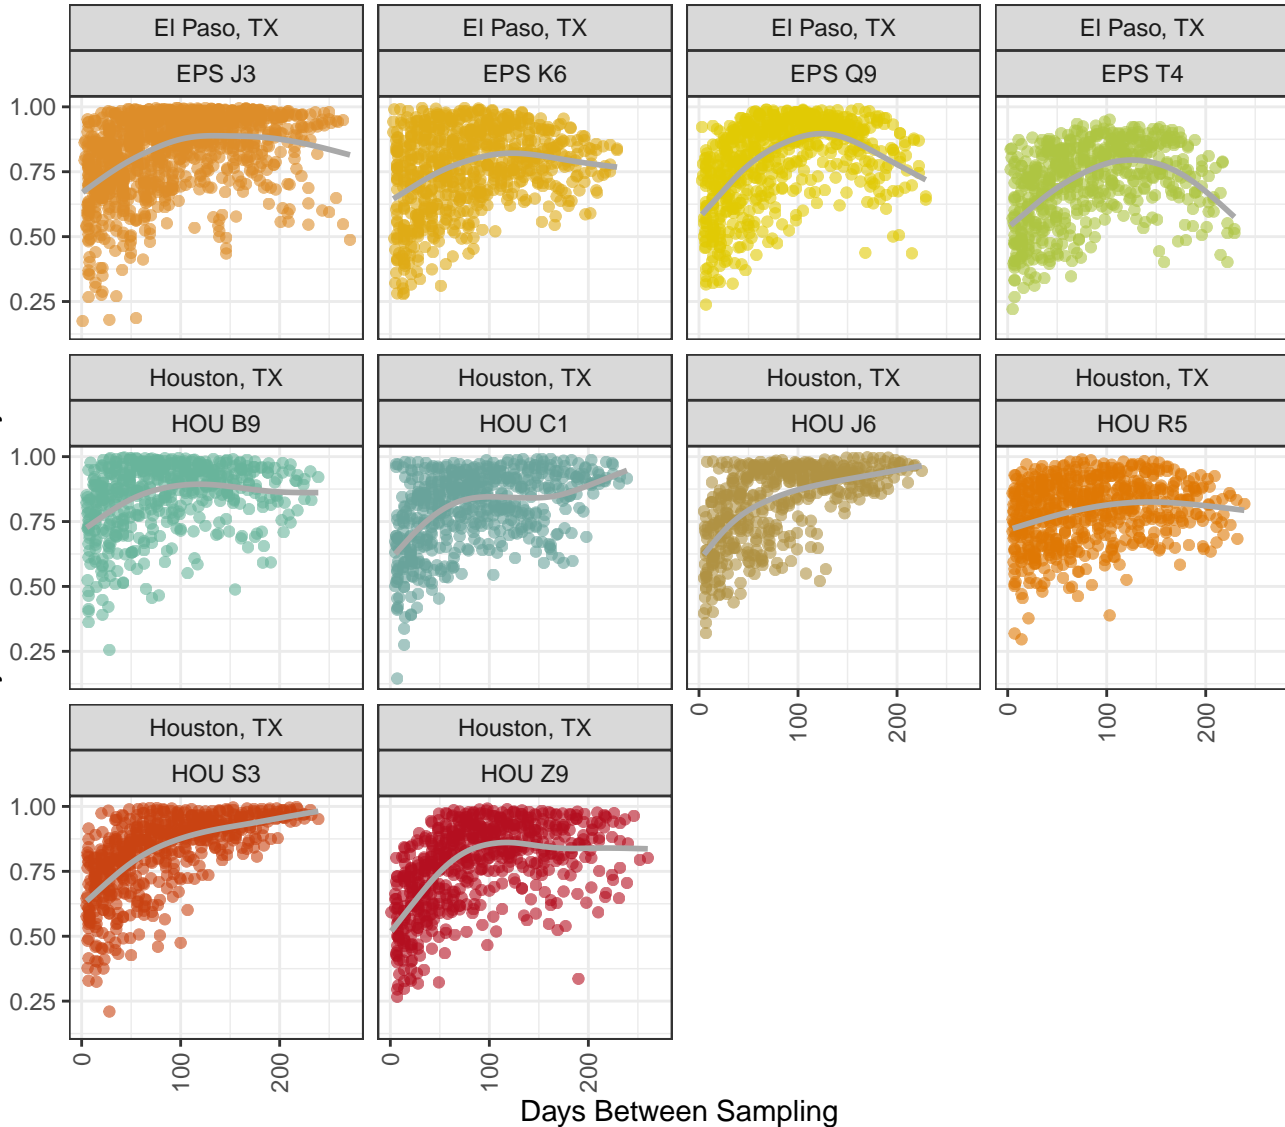 El Paso, TX El Paso, TX El Paso, TX El Paso, TX
EPS J3 EPS K6 EPS Q9 EPS T4
1.00
0.75
0.50
0.25
Houston, TX Houston, TX Houston, TX Houston, TX
HOU B9 HOU C1 HOU J6 HOU R5
1.00
0.75
0.50
0.25
0 100 200 0 100 200
Houston, TX Houston, TX
HOU S3 HOU Z9
1.00
0.75
0.50
0.25
0 100 200 0 100 200
Days Between Sampling